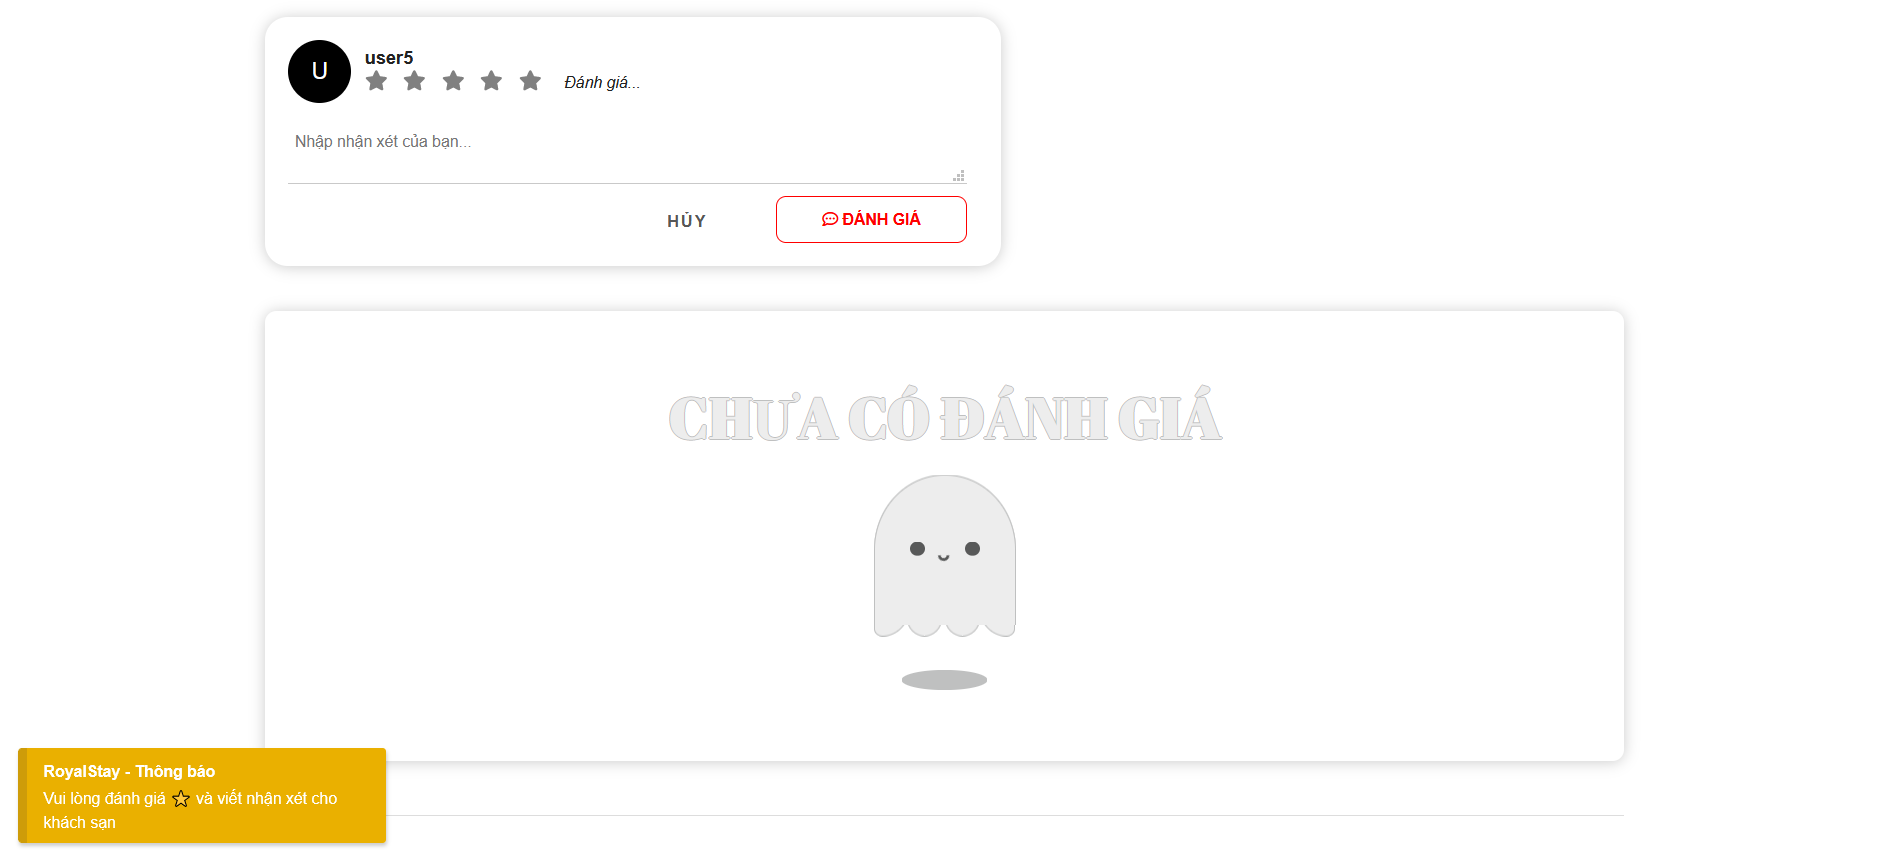 U
user5
Đánh giá...
Nhập nhận xét của bạn...
HỦY
ĐÁNH GIÁ
CHƯA CÓ ĐÁNH GIÁ
RoyalStay - Thông báo
Vui lòng đánh giá và viết nhận xét cho
khách sạn